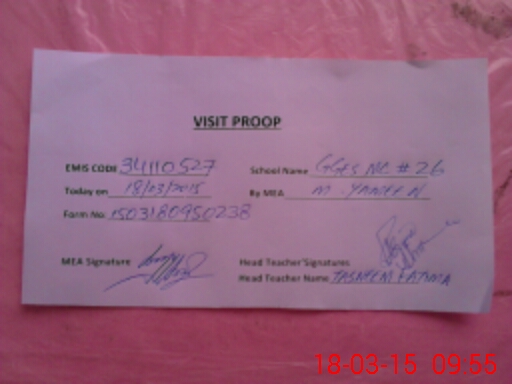 VISIT PROOP
EMIS CODE 34110527 School Name GGES NC # 26
Today on 18/03/2015 By MEA M. YAMEEN
Form No: 1503180950238
MEA Signature Head Teacher Signatures
Head Teacher Name TASNEEM FATIMA
18-03-15 09:55